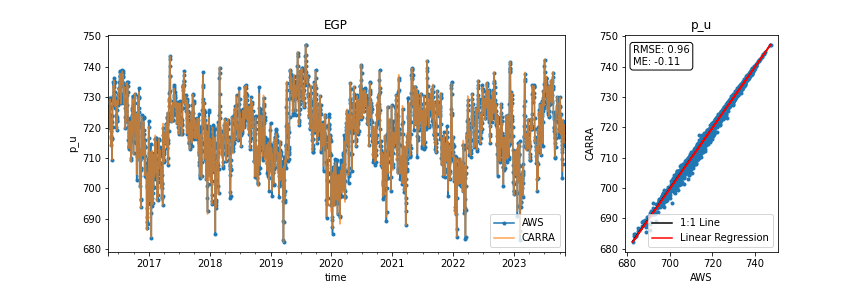 EGP
750
740
730
720
710
700
690
680
p_u
2017
2018
2019
2020
2021
2022
2023
time
AWS
CARRA
p_u
RMSE: 0.96
ME: -0.11
750
740
730
720
710
700
690
680
CARRA
680
700
720
740
AWS
1:1 Line
Linear Regression